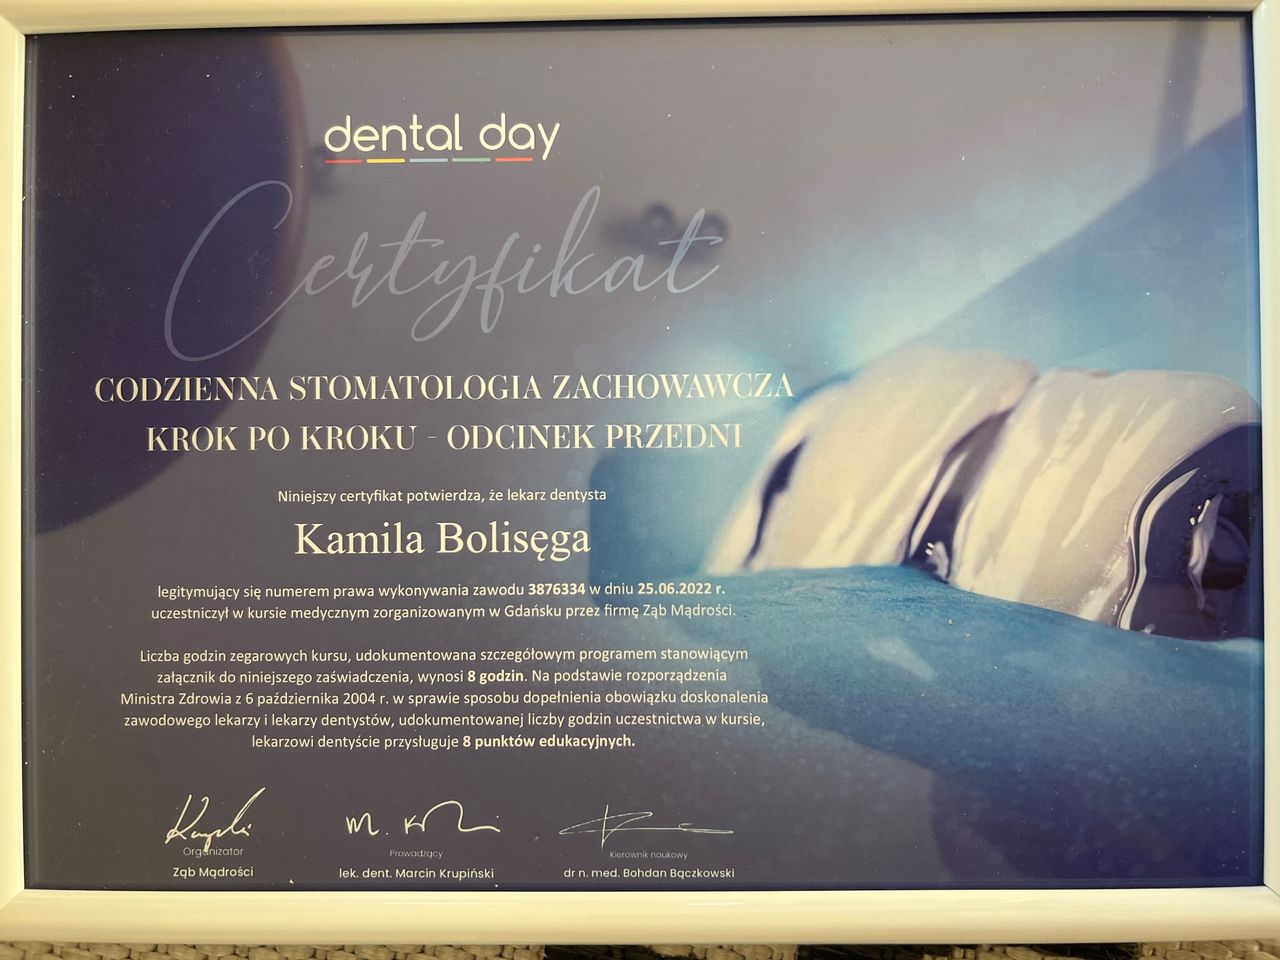 dental day
Certyfikat
CODZIENNA STOMATOLOGIA ZACHOWAWCZA
KROK PO KROKU - ODCINEK PRZEDNI
Niniejszy certyfikat potwierdza, że lekarz dentysta
Kamila Bolisęga
legitymujący się numerem prawa wykonywania zawodu 3876334 w dniu 25.06.2022 r.
uczestniczył w kursie medycznym zorganizowanym w Gdańsku przez firmę Ząb Mądrości.
Liczba godzin zegarowych kursu, udokumentowana szczegółowym programem stanowiącym
załącznik do niniejszego zaświadczenia, wynosi 8 godzin. Na podstawie rozporządzenia
Ministra Zdrowia z 6 października 2004 r. w sprawie sposobu dopełnienia obowiązku doskonalenia
zawodowego lekarzy i lekarzy dentystów, udokumentowanej liczby godzin uczestnictwa w kursie,
lekarzowi dentyście przysługuje 8 punktów edukacyjnych.
Organizator
Ząb Mądrości
Prowadzący
lek. dent. Marcin Krupiński
Kierownik naukowy
dr n. med. Bohdan Bączkowski